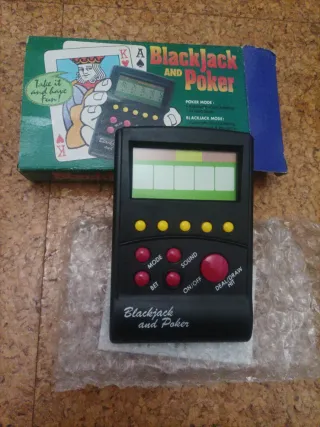 K
A
BlackJack
AND Poker
Take it
and have
fun!
POKER MODE:
BLACKJACK MODE:
K
MODE
SOUND
BET
ON/OFF
DEAL/DRAW
HIT
Blackjack
and Poker